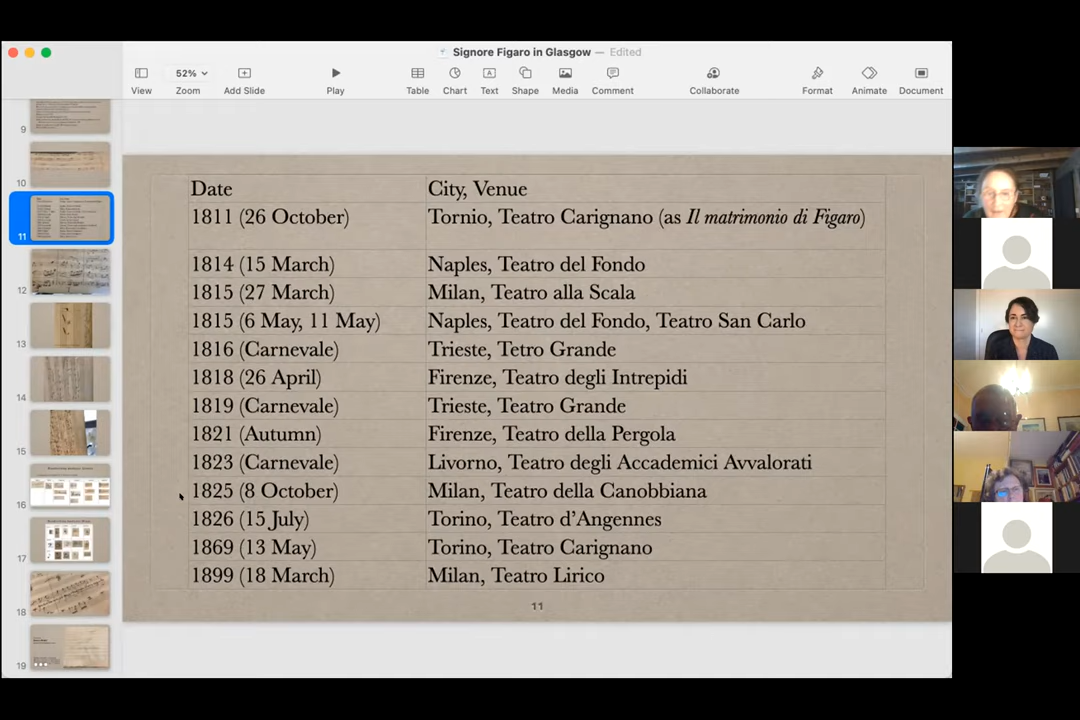 Signore Figaro in Glasgow — Edited
52%
View Zoom Add Slide Play Table Chart Text Shape Media Comment Collaborate Format Animate Document
9
10
11
12
13
14
15
16
17
18
19
Date City, Venue
1811 (26 October) Tornio, Teatro Carignano (as Il matrimonio di Figaro)
1814 (15 March) Naples, Teatro del Fondo
1815 (27 March) Milan, Teatro alla Scala
1815 (6 May, 11 May) Naples, Teatro del Fondo, Teatro San Carlo
1816 (Carnevale) Trieste, Tetro Grande
1818 (26 April) Firenze, Teatro degli Intrepidi
1819 (Carnevale) Trieste, Teatro Grande
1821 (Autumn) Firenze, Teatro della Pergola
1823 (Carnevale) Livorno, Teatro degli Accademici Avvalorati
1825 (8 October) Milan, Teatro della Canobbiana
1826 (15 July) Torino, Teatro d’Angennes
1869 (13 May) Torino, Teatro Carignano
1899 (18 March) Milan, Teatro Lirico
11